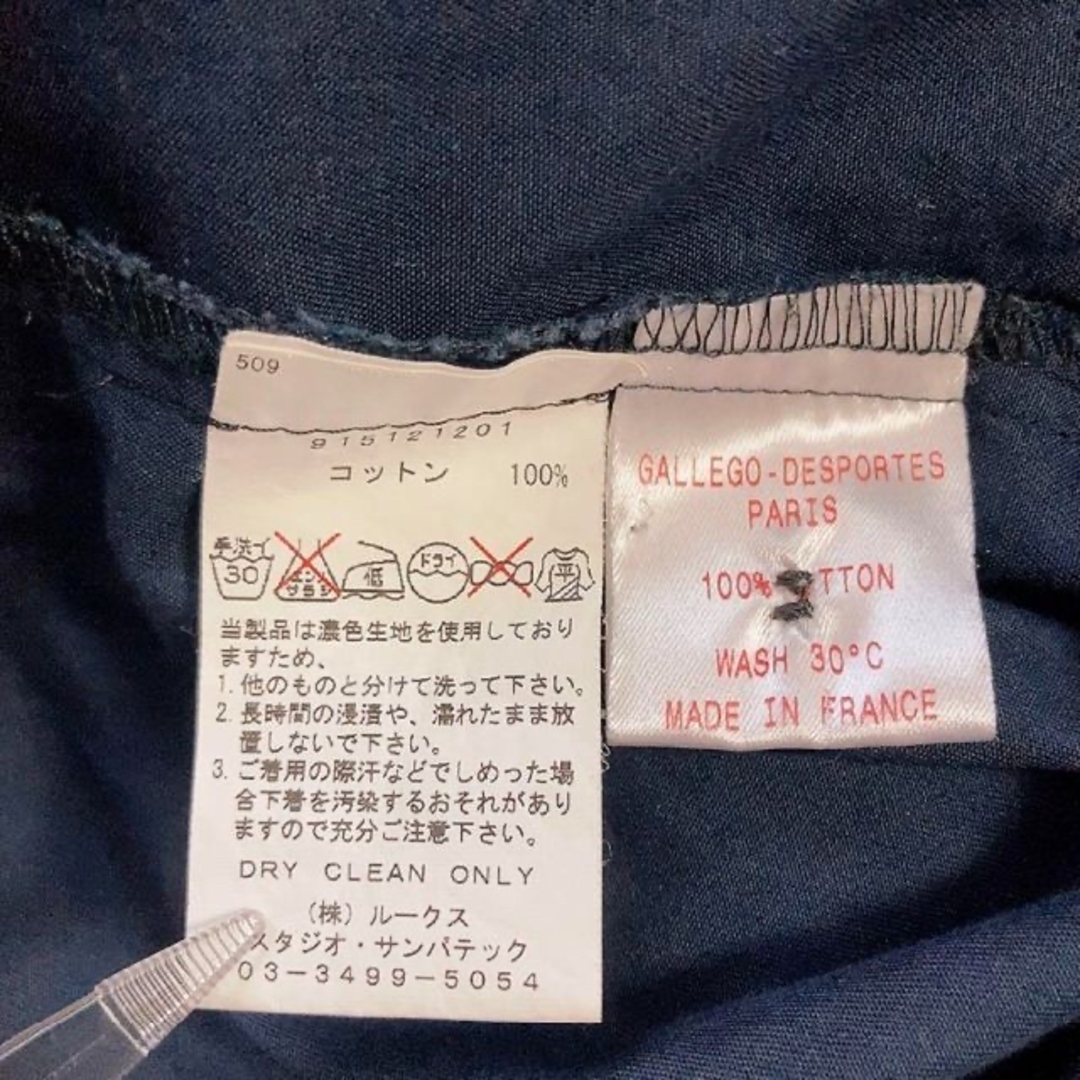 509
915121201
コットン 100%
手洗イ
30
エンソ
サラシ
低
ドライ
平
当製品は濃色生地を使用しており
ますため、
1. 他のものと分けて洗って下さい。
2. 長時間の浸漬や、濡れたまま放
置しないで下さい。
3. ご着用の際汗などでしめった場
合下着を汚染するおそれがあり
ますので充分ご注意下さい。
DRY CLEAN ONLY
(株) ルークス
スタジオ・サンパテック
03-3499-5054
GALLEGO-DESPORTES
PARIS
100% TTON
WASH 30°C
MADE IN FRANCE